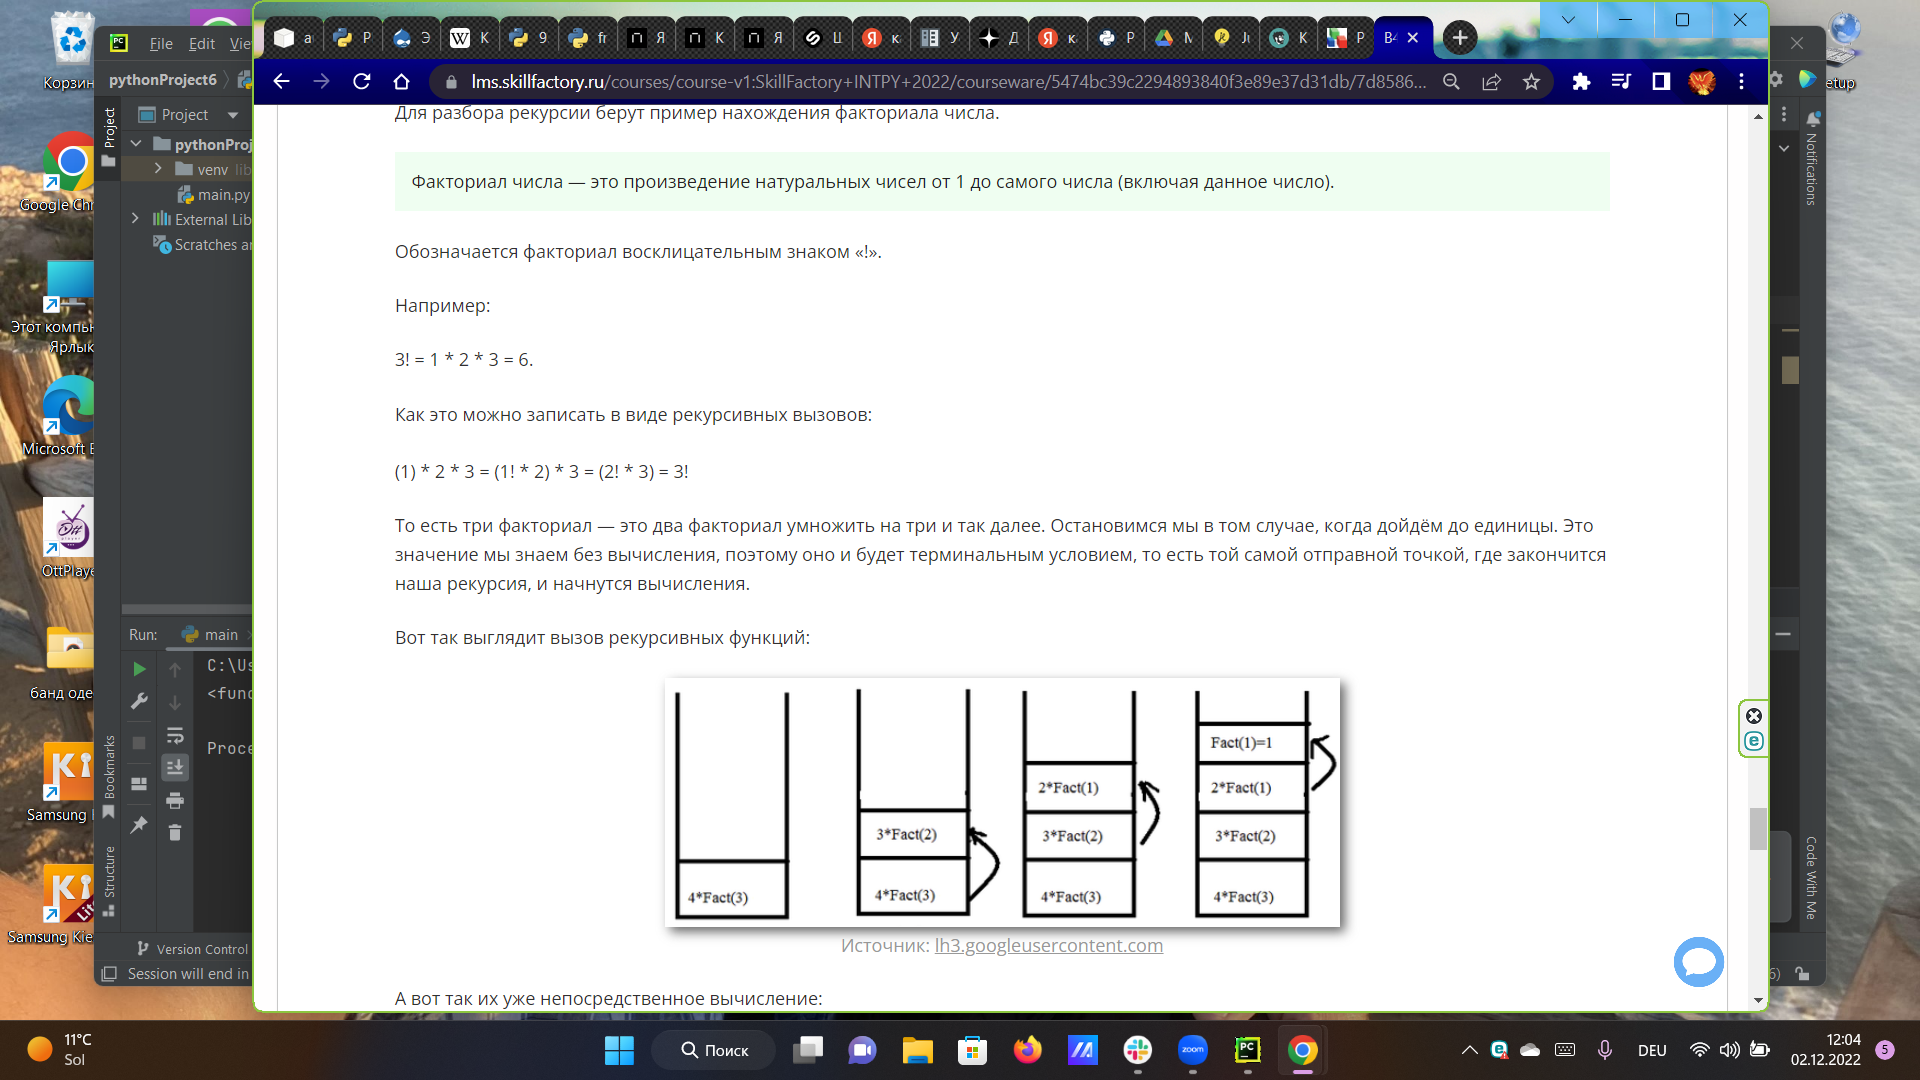 Корзин
Google Ch
Этот компь
Ярлык
Microsoft E
OttPlaye
банд оде
Samsung
Samsung Kie
File Edit Vie
pythonProject6
Project
Project
pythonProj
venv lib
main.py
External Lib
Scratches a
Run: main
C:\Us
<func
Proce
Bookmarks
Structure
Version Control
Session will end in
lms.skillfactory.ru/courses/course-v1:SkillFactory+INTPY+2022/courseware/5474bc39c2294893840f3e89e37d31db/7d8586...
Для разбора рекурсии берут пример нахождения факториала числа.
Факториал числа — это произведение натуральных чисел от 1 до самого числа (включая данное число).
Обозначается факториал восклицательным знаком «!».
Например:
3! = 1 * 2 * 3 = 6.
Как это можно записать в виде рекурсивных вызовов:
(1) * 2 * 3 = (1! * 2) * 3 = (2! * 3) = 3!
То есть три факториал — это два факториал умножить на три и так далее. Остановимся мы в том случае, когда дойдём до единицы. Это
значение мы знаем без вычисления, поэтому оно и будет терминальным условием, то есть той самой отправной точкой, где закончится
наша рекурсия, и начнутся вычисления.
Вот так выглядит вызов рекурсивных функций:
4*Fact(3)
3*Fact(2)
4*Fact(3)
2*Fact(1)
3*Fact(2)
4*Fact(3)
Fact(1)=1
2*Fact(1)
3*Fact(2)
4*Fact(3)
Источник: lh3.googleusercontent.com
А вот так их уже непосредственное вычисление:
Notifications
Code With Me
etup
11°C
Sol
Поиск
zoom
DEU
12:04
02.12.2022
5